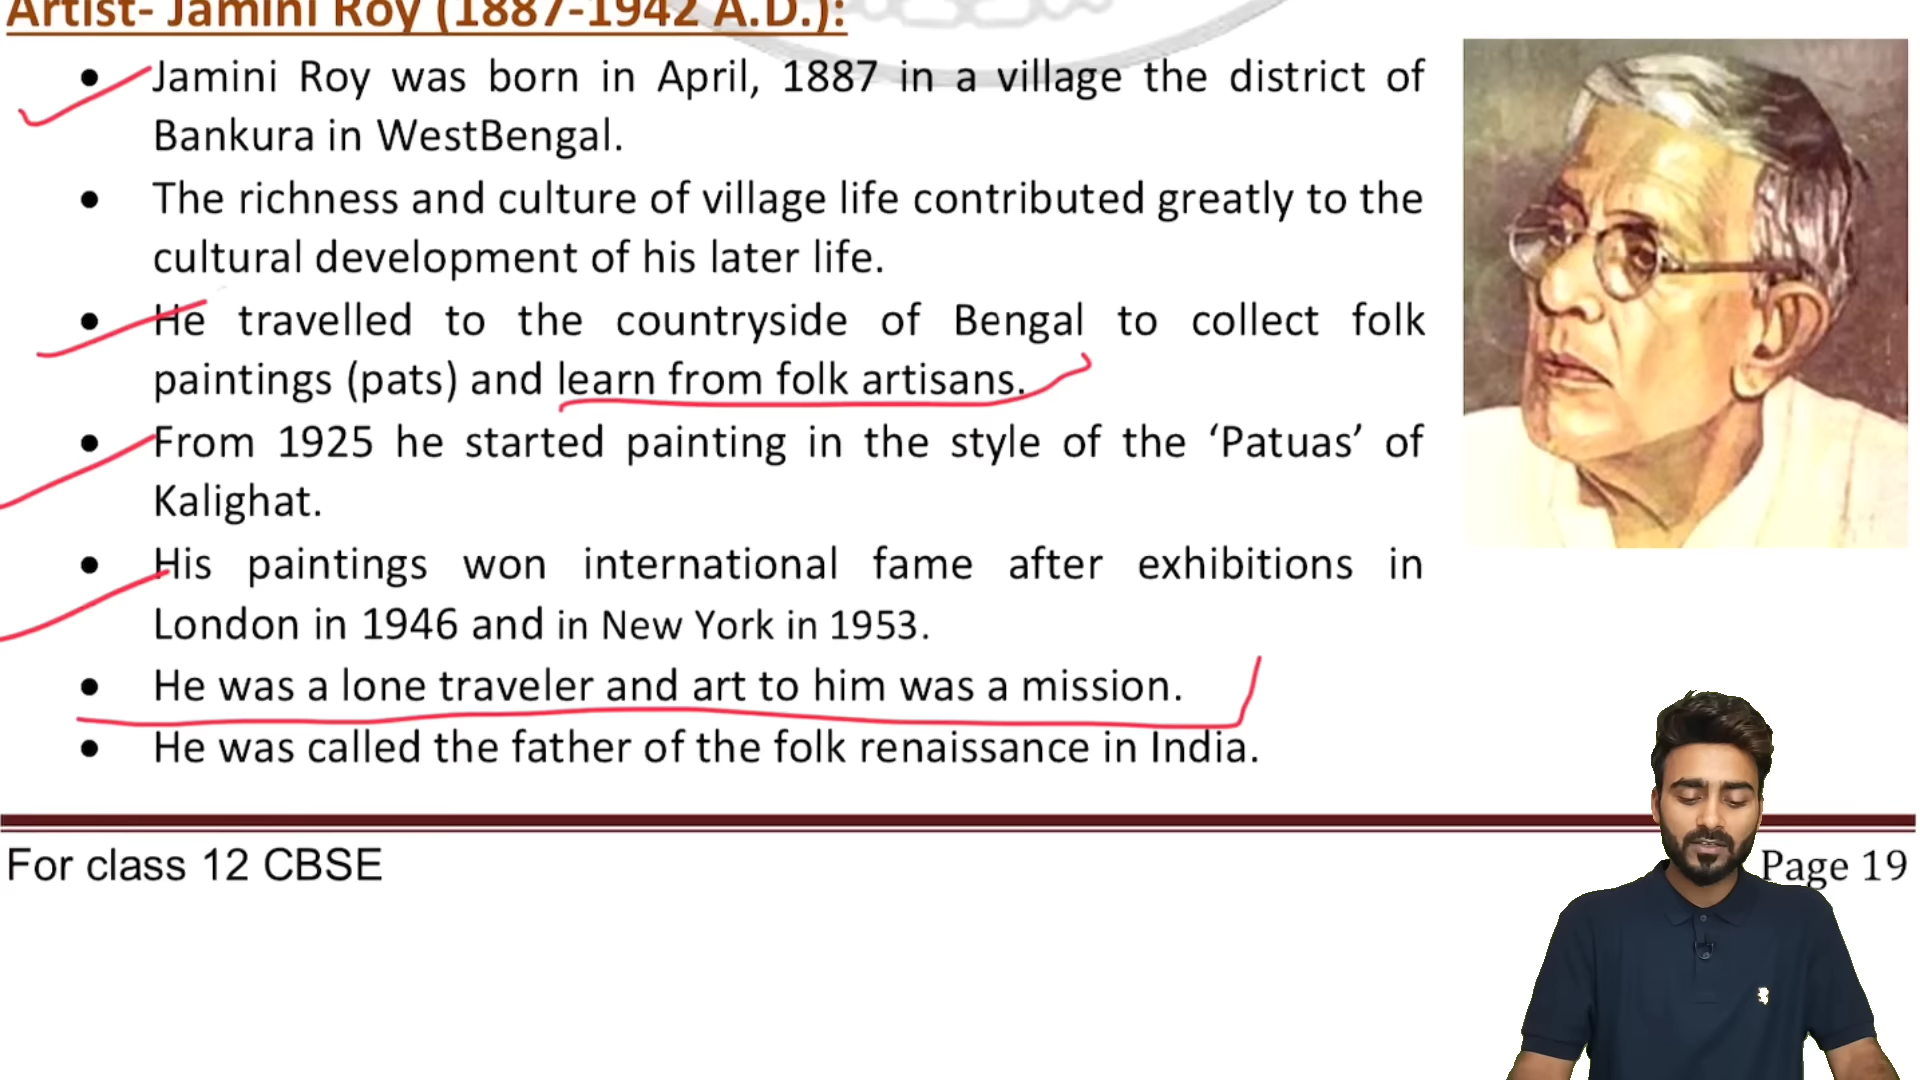 Artist- Jamini Roy (1887-1942 A.D.):
• Jamini Roy was born in April, 1887 in a village the district of
Bankura in WestBengal.
• The richness and culture of village life contributed greatly to the
cultural development of his later life.
• He travelled to the countryside of Bengal to collect folk
paintings (pats) and learn from folk artisans.
• From 1925 he started painting in the style of the ‘Patuas’ of
Kalighat.
• His paintings won international fame after exhibitions in
London in 1946 and in New York in 1953.
• He was a lone traveler and art to him was a mission.
• He was called the father of the folk renaissance in India.
For class 12 CBSE
Page 19